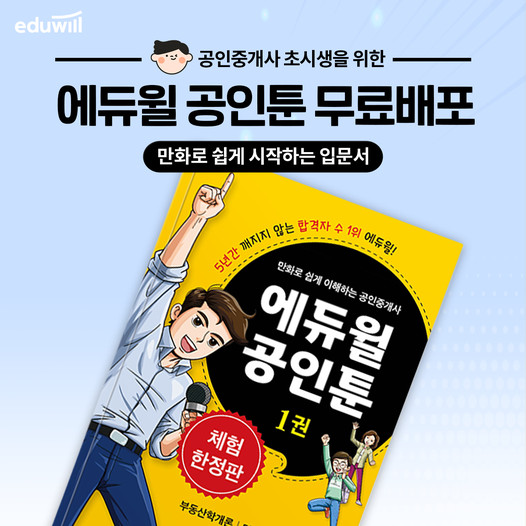 eduwill
공인중개사 초시생을 위한
에듀윌 공인툰 무료배포
만화로 쉽게 시작하는 입문서
5년간 깨지지 않는 합격자 수 1위 에듀윌!
만화로 쉽게 이해하는 공인중개사
에듀윌
공인툰
1권
체험
한정판
부동산학개론 |